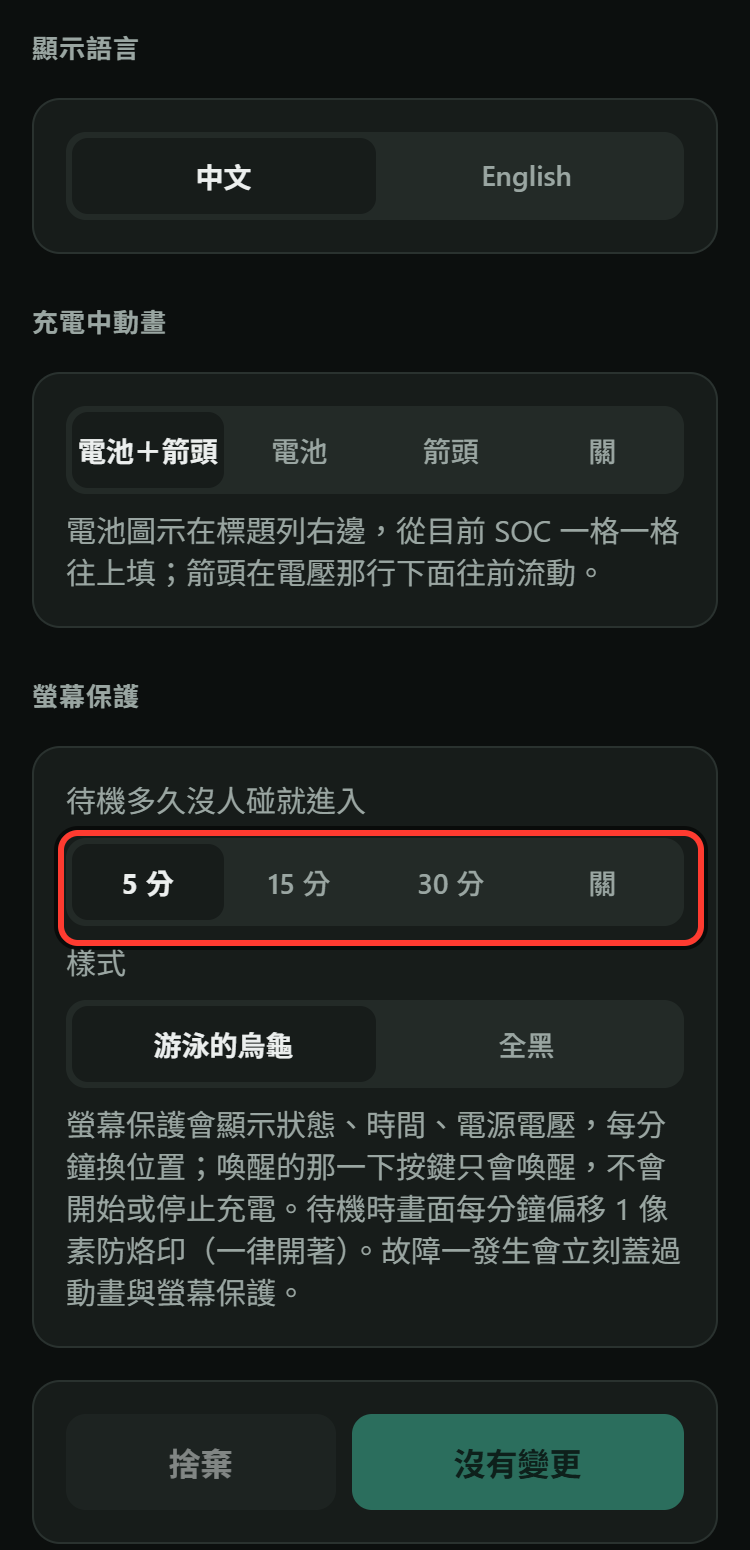 顯示語言
中文 English
充電中動畫
電池＋箭頭 電池 箭頭 關
電池圖示在標題列右邊，從目前 SOC 一格一格
往上填；箭頭在電壓那行下面往前流動。
螢幕保護
待機多久沒人碰就進入
5 分 15 分 30 分 關
樣式
游泳的烏龜 全黑
螢幕保護會顯示狀態、時間、電源電壓，每分
鐘換位置；喚醒的那一下按鍵只會喚醒，不會
開始或停止充電。待機時畫面每分鐘偏移 1 像
素防烙印（一律開著）。故障一發生會立刻蓋過
動畫與螢幕保護。
捨棄 沒有變更